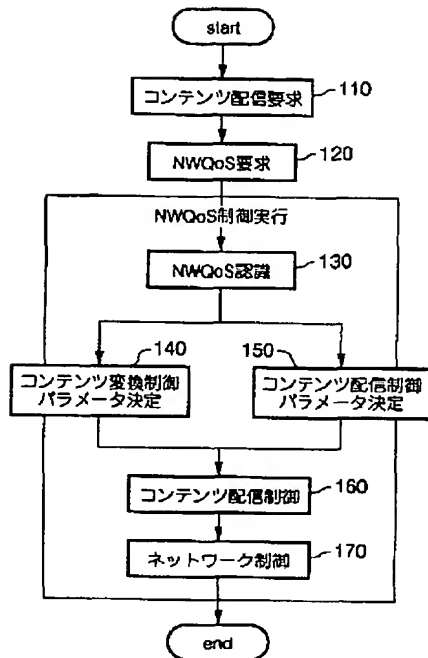 start
コンテンツ配信要求
110
NWQoS要求
120
NWQoS制御実行
NWQoS認識
130
140
コンテンツ変換制御
パラメータ決定
150
コンテンツ配信制御
パラメータ決定
コンテンツ配信制御
160
ネットワーク制御
170
end